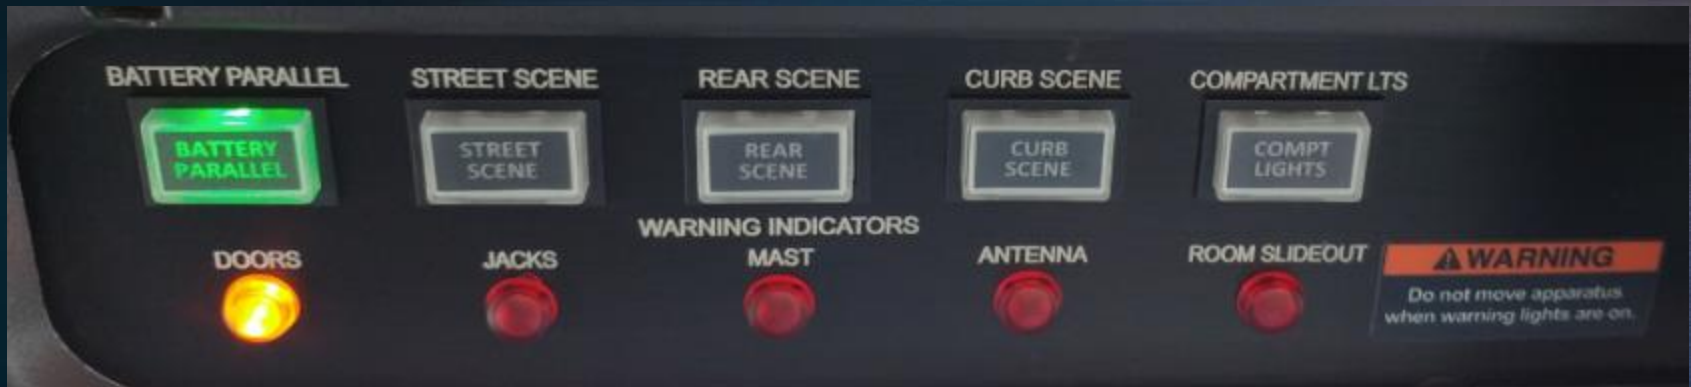 BATTERY PARALLEL STREET SCENE REAR SCENE CURB SCENE COMPARTMENT LTS
BATTERY
PARALLEL
STREET
SCENE
REAR
SCENE
CURB
SCENE
COMPT
LIGHTS
WARNING INDICATORS
DOORS JACKS MAST ANTENNA ROOM SLIDEOUT
WARNING
Do not move apparatus
when warning lights are on.